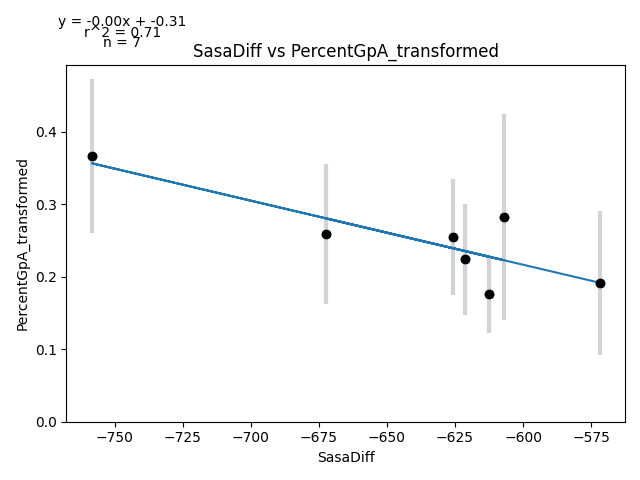 y = -0.00x + -0.31
r^2 = 0.71
n = 7
SasaDiff vs PercentGpA_transformed
PercentGpA_transformed
0.4
0.3
0.2
0.1
0.0
−750 −725 −700 −675 −650 −625 −600 −575
SasaDiff